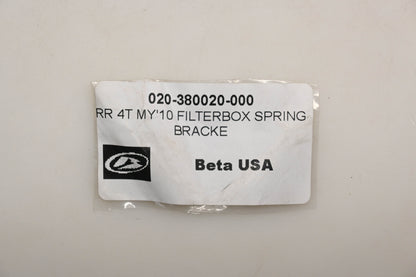 020-380020-000
RR 4T MY'10 FILTERBOX SPRING
BRACKE
Beta USA